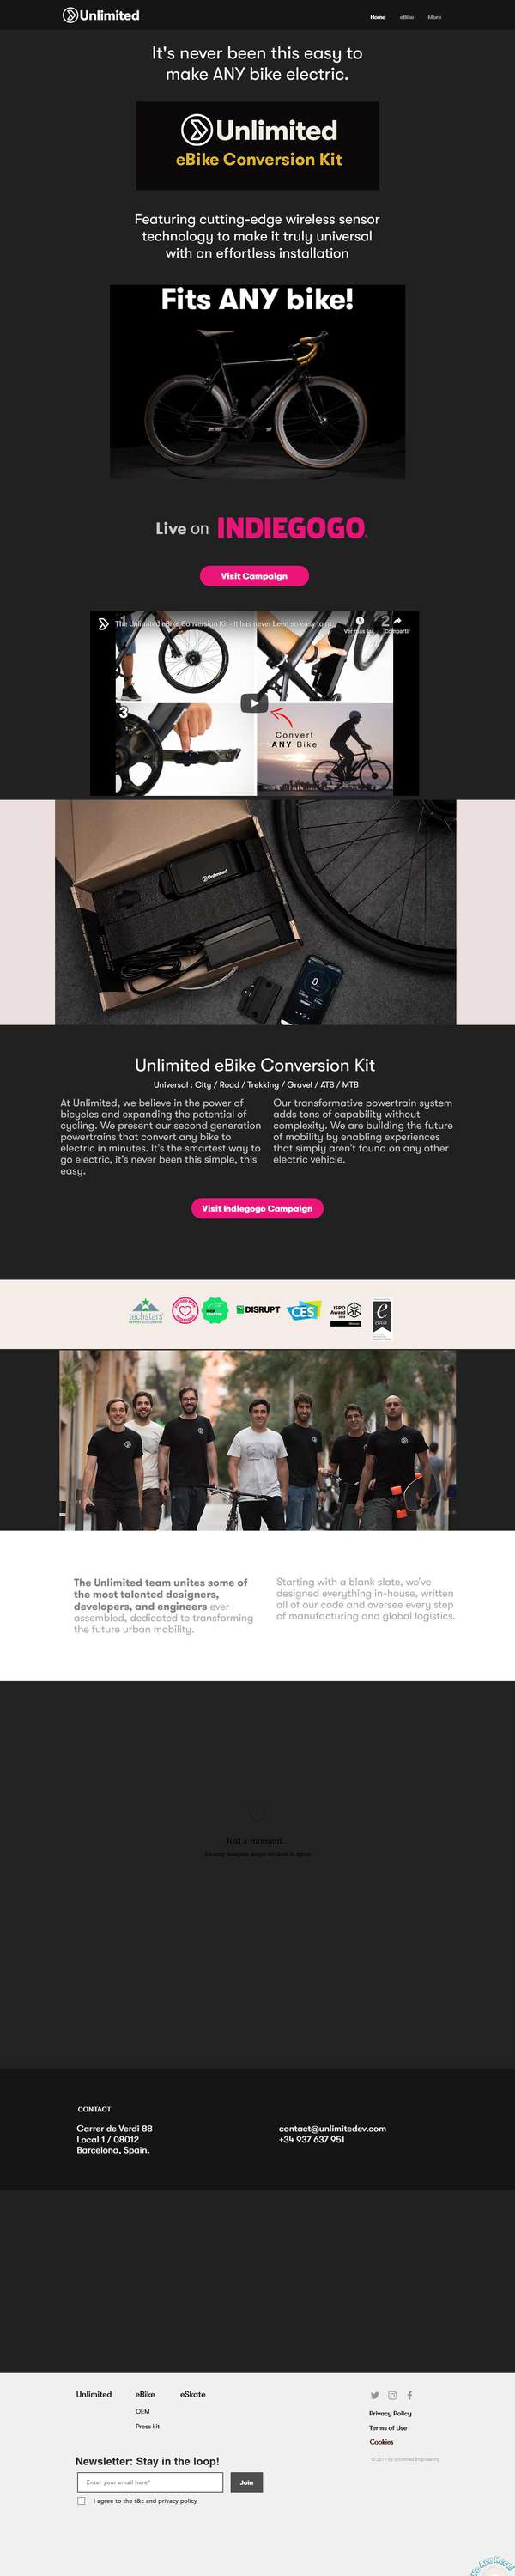 Unlimited
Home eBike More
It's never been this easy to
make ANY bike electric.
Unlimited
eBike Conversion Kit
Featuring cutting-edge wireless sensor
technology to make it truly universal
with an effortless installation
Fits ANY bike!
Live on INDIEGOGO
Visit Campaign
The Unlimited eBike Conversion Kit - It has never been so easy to m...
Ver más ta... Compartir
1
2
3
Convert
ANY Bike
Unlimited
0
Unlimited eBike Conversion Kit
Universal : City / Road / Trekking / Gravel / ATB / MTB
At Unlimited, we believe in the power of
bicycles and expanding the potential of
cycling. We present our second generation
powertrains that convert any bike to
electric in minutes. It's the smartest way to
go electric, it's never been this simple, this
easy.
Our transformative powertrain system
adds tons of capability without
complexity. We are building the future
of mobility by enabling experiences
that simply aren't found on any other
electric vehicle.
Visit Indiegogo Campaign
techstars
DISRUPT
CES
ISPO
The Unlimited team unites some of
the most talented designers,
developers, and engineers ever
assembled, dedicated to transforming
the future urban mobility.
Starting with a blank slate, we've
designed everything in-house, written
all of our code and oversee every step
of manufacturing and global logistics.
Just a moment...
CONTACT
Carrer de Verdi 88
Local 1 / 08012
Barcelona, Spain.
contact@unlimitedev.com
+34 937 637 951
Unlimited eBike eSkate
OEM
Press kit
Privacy Policy
Terms of Use
Cookies
© 2019 by Unlimited Engineering
Newsletter: Stay in the loop!
Enter your email here*
Join
I agree to the t&c and privacy policy